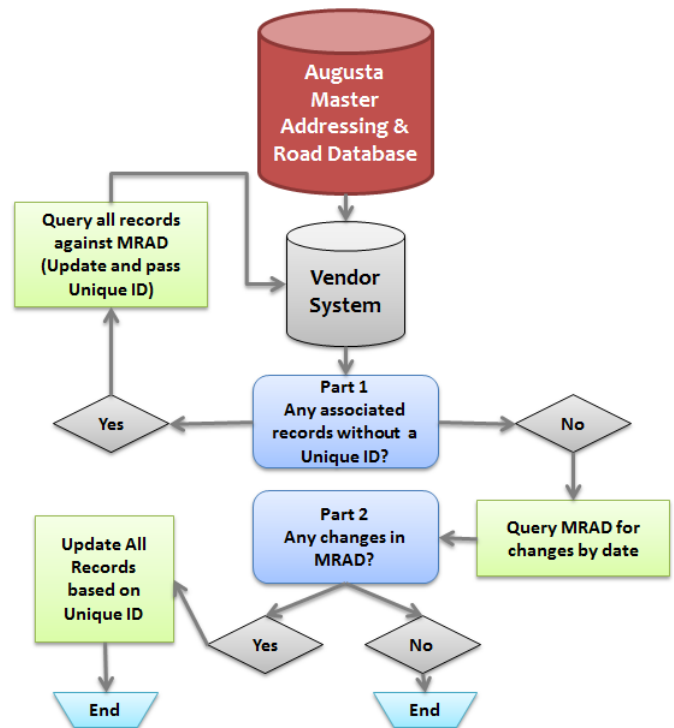 Augusta
Master
Addressing &
Road Database
Query all records
against MRAD
(Update and pass
Unique ID)
Vendor
System
Part 1
Any associated
records without a
Unique ID?
Yes
No
Part 2
Any changes in
MRAD?
Query MRAD for
changes by date
Update All
Records
based on
Unique ID
Yes
No
End
End